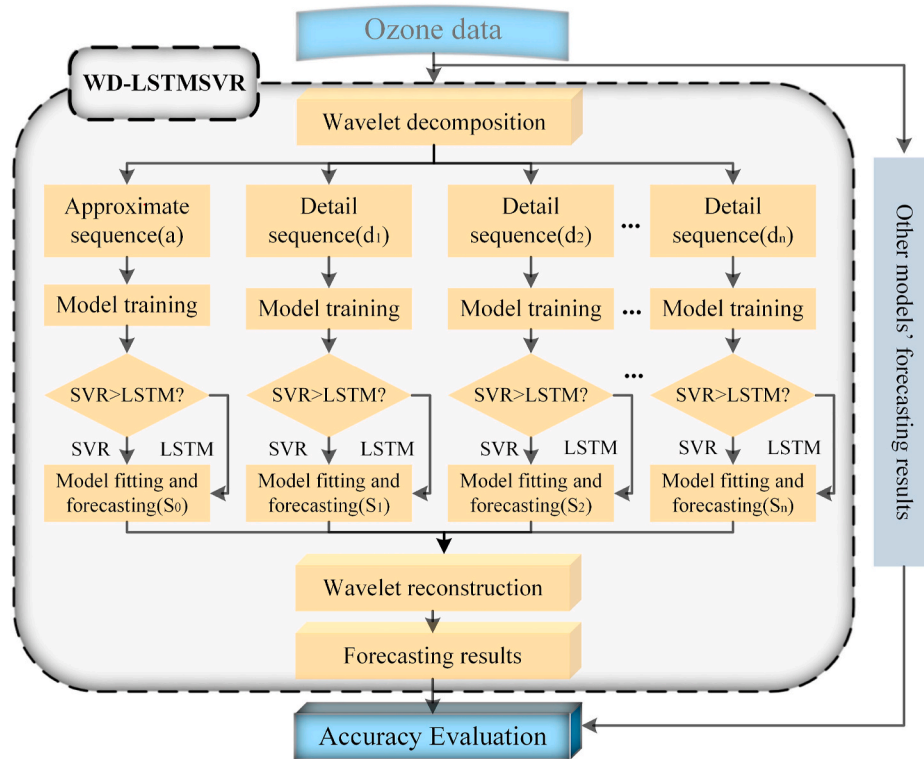 Ozone data
WD-LSTMSVR
Wavelet decomposition
Approximate
sequence(a)
Detail
sequence(d₁)
Detail
sequence(d₂)
...
Detail
sequence(dₙ)
Model training
Model training
Model training
...
Model training
SVR>LSTM?
SVR>LSTM?
SVR>LSTM?
...
SVR>LSTM?
SVR
LSTM
SVR
LSTM
SVR
LSTM
SVR
LSTM
Model fitting and
forecasting(S₀)
Model fitting and
forecasting(S₁)
Model fitting and
forecasting(S₂)
Model fitting and
forecasting(Sₙ)
Wavelet reconstruction
Forecasting results
Accuracy Evaluation
Other models’ forecasting results